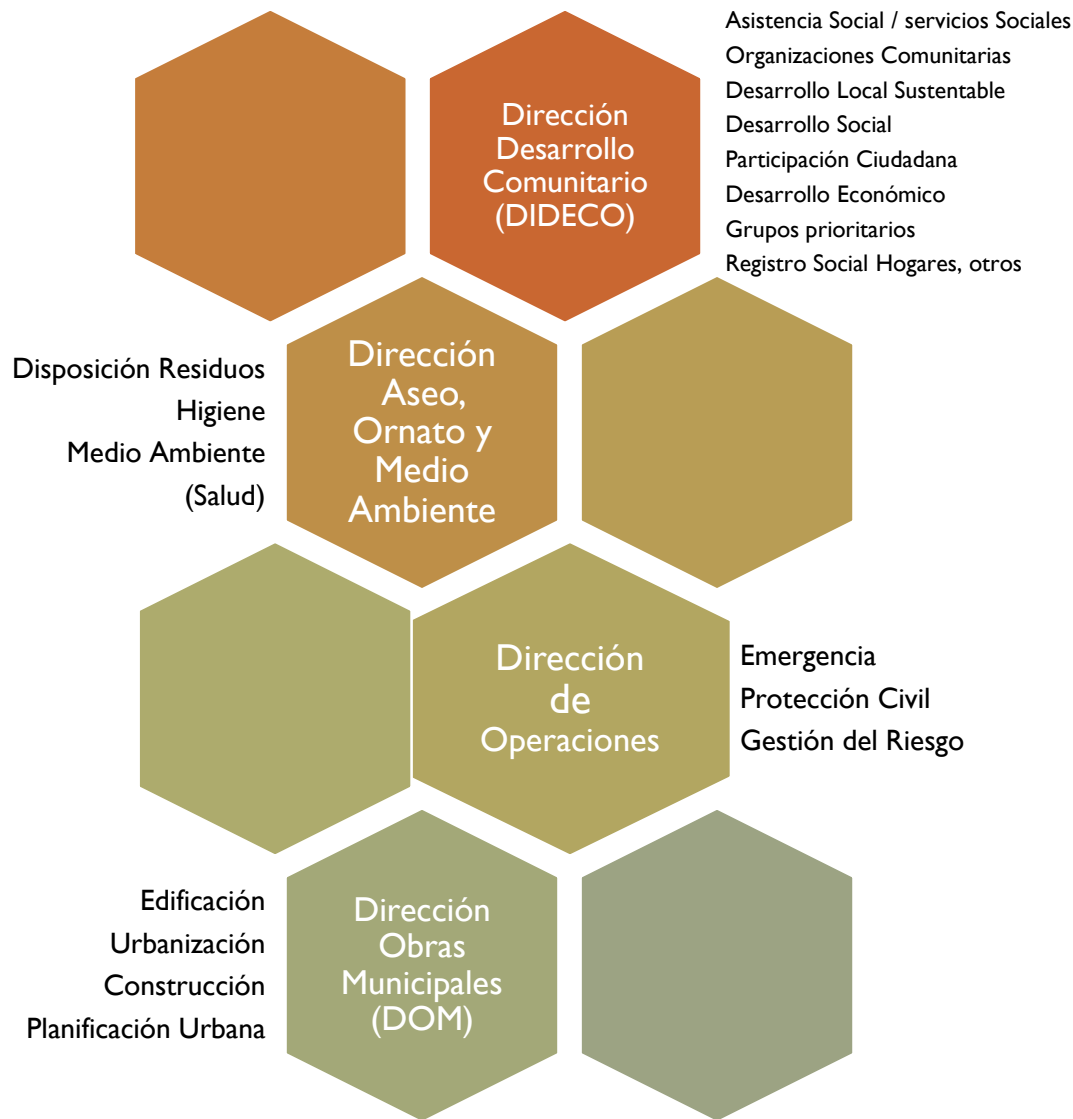 Dirección
Desarrollo
Comunitario
(DIDECO)
Asistencia Social / servicios Sociales
Organizaciones Comunitarias
Desarrollo Local Sustentable
Desarrollo Social
Participación Ciudadana
Desarrollo Económico
Grupos prioritarios
Registro Social Hogares, otros
Disposición Residuos
Higiene
Medio Ambiente
(Salud)
Dirección
Aseo,
Ornato y
Medio
Ambiente
Dirección
de
Operaciones
Emergencia
Protección Civil
Gestión del Riesgo
Edificación
Urbanización
Construcción
Planificación Urbana
Dirección
Obras
Municipales
(DOM)